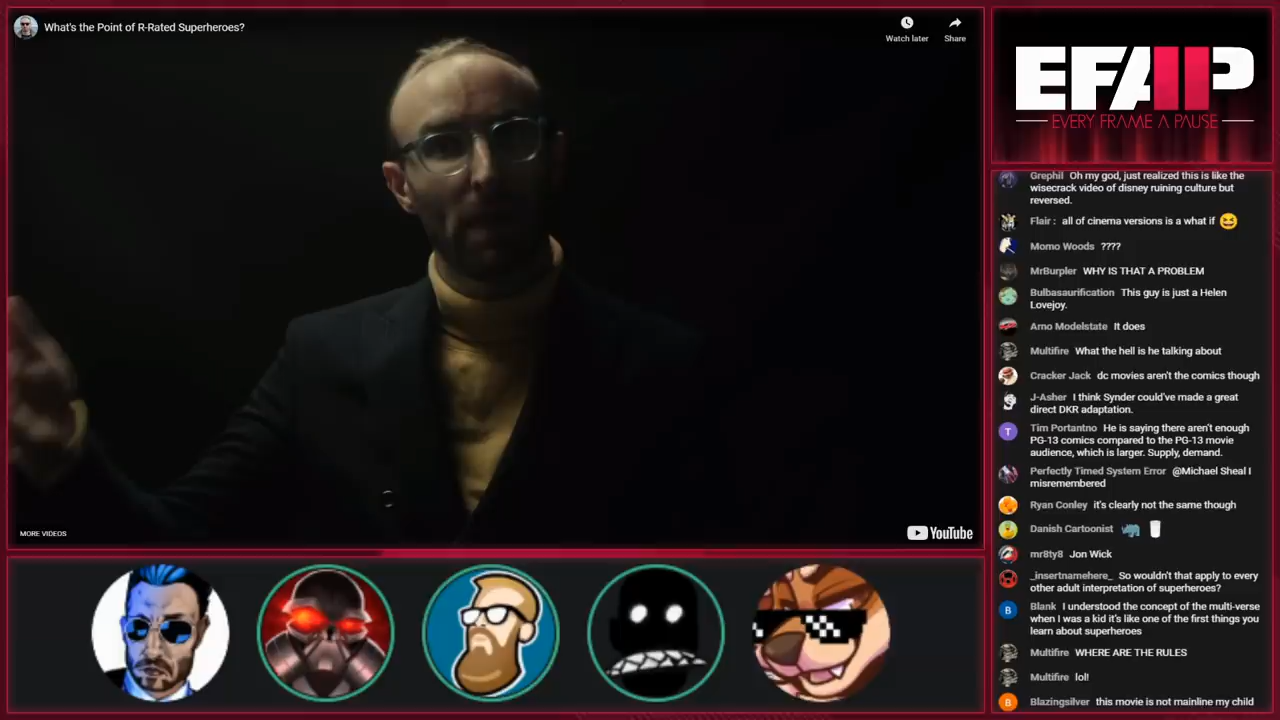 What's the Point of R-Rated Superheroes?
Watch later
Share
MORE VIDEOS
YouTube
EFAP
EVERY FRAME A PAUSE
Grephil Oh my god, just realized this is like the
wisecrack video of disney ruining culture but
reversed.
Flair : all of cinema versions is a what if 😆
Momo Woods ????
MrBurpler WHY IS THAT A PROBLEM
Bulbasaurification This guy is just a Helen
Lovejoy.
Arno Modelstate It does
Multifire What the hell is he talking about
Cracker Jack dc movies aren't the comics though
J-Asher I think Synder could've made a great
direct DKR adaptation.
T
Tim Portantno He is saying there aren't enough
PG-13 comics compared to the PG-13 movie
audience, which is larger. Supply, demand.
Perfectly Timed System Error @Michael Sheal I
misremembered
Ryan Conley it's clearly not the same though
Danish Cartoonist 🦏 🥛
mr8ty8 Jon Wick
_insertnamehere_ So wouldn't that apply to every
other adult interpretation of superheroes?
B
Blank I understood the concept of the multi-verse
when I was a kid it's like one of the first things you
learn about superheroes
Multifire WHERE ARE THE RULES
Multifire lol!
B
Blazingsilver this movie is not mainline my child